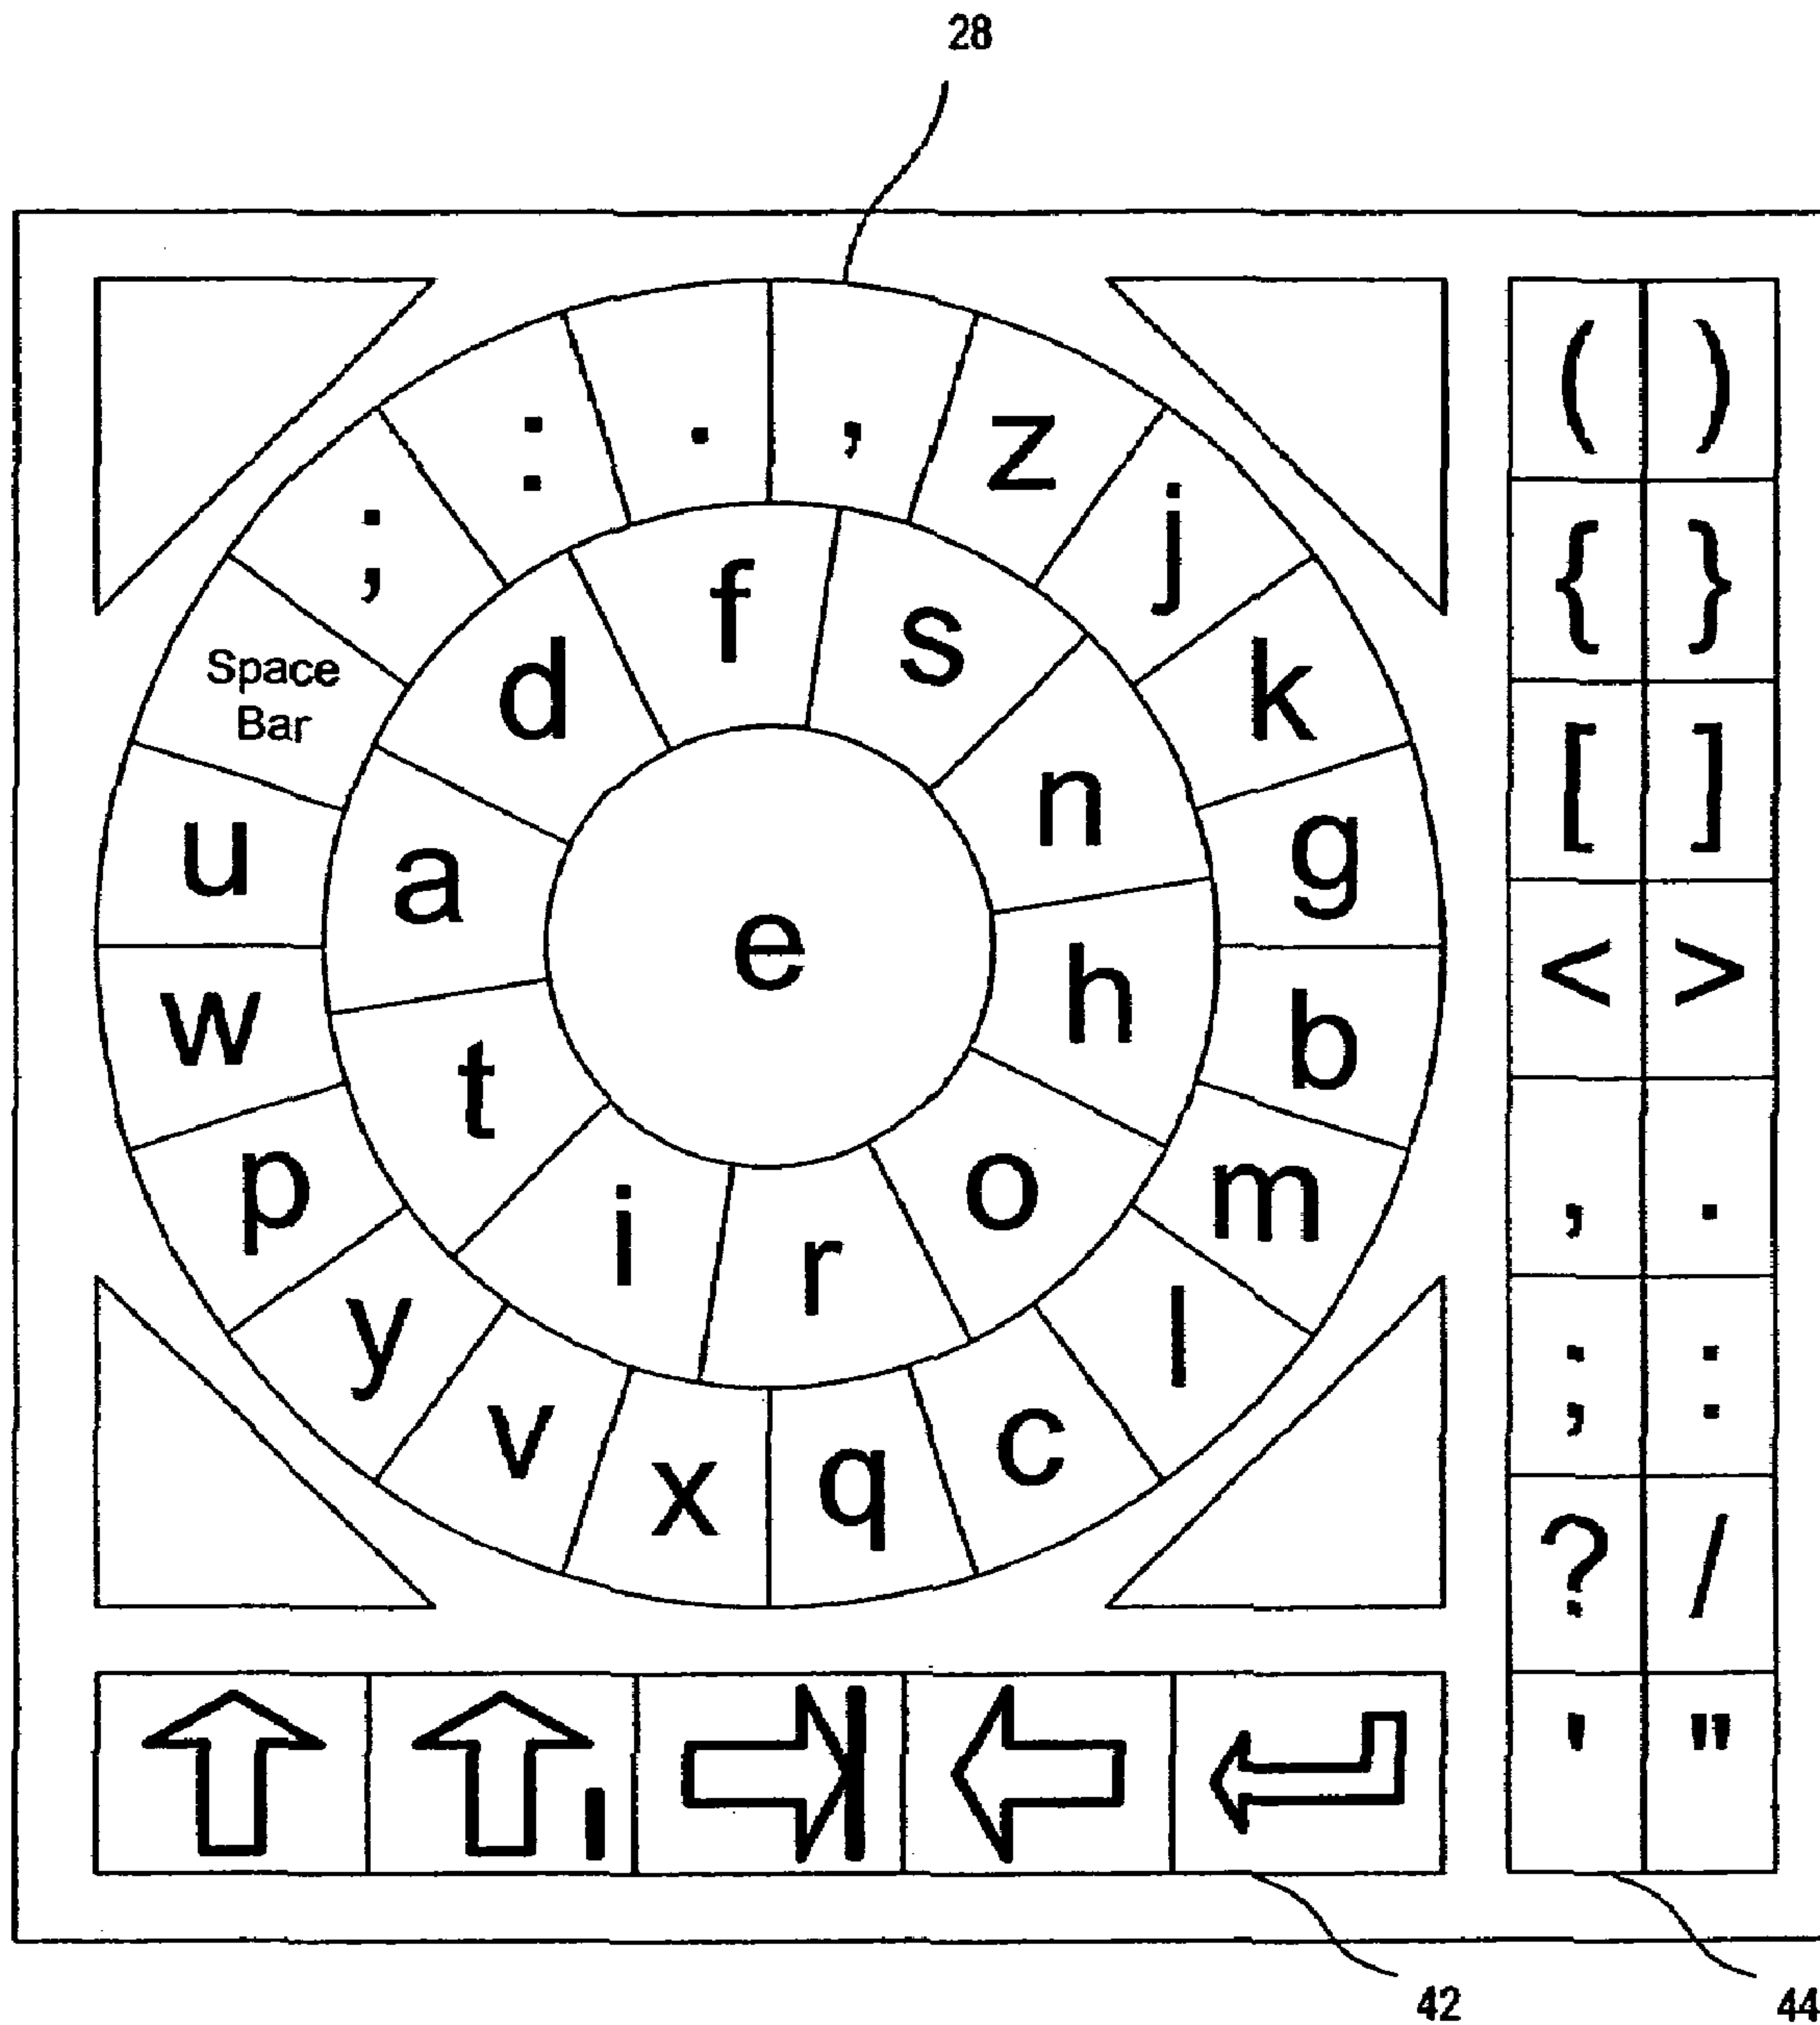 28
e
f
s
n
h
o
r
i
t
a
d
.
,
z
j
k
g
b
m
l
c
q
x
v
y
p
w
u
Space
Bar
;
:
( )
{ }
[ ]
< >
, .
; :
? /
' "
42
44